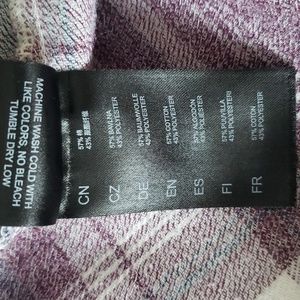 MACHINE WASH COLD WITH
LIKE COLORS, NO BLEACH
TUMBLE DRY LOW
CN
57% 棉
43%
CZ
57% BAVLNA
43% POLYESTER
DE
57% BAUMWOLLE
43% POLYESTER
EN
57% COTTON
43% POLYESTER
ES
57% ALGODÓN
43% POLIÉSTER
FI
57% PUUVILLA
43% POLYESTERI
FR
57% COTON
43% POLYESTER